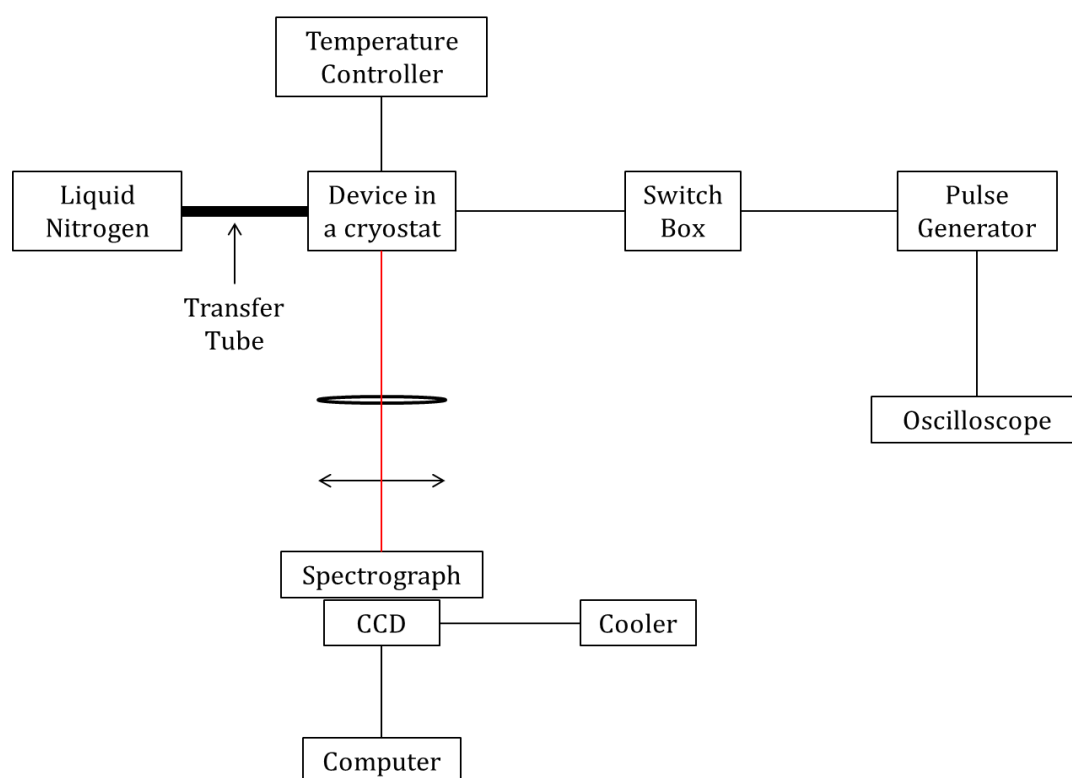 Temperature
Controller
Liquid
Nitrogen
Device in
a cryostat
Switch
Box
Pulse
Generator
Transfer
Tube
Oscilloscope
Spectrograph
CCD
Cooler
Computer